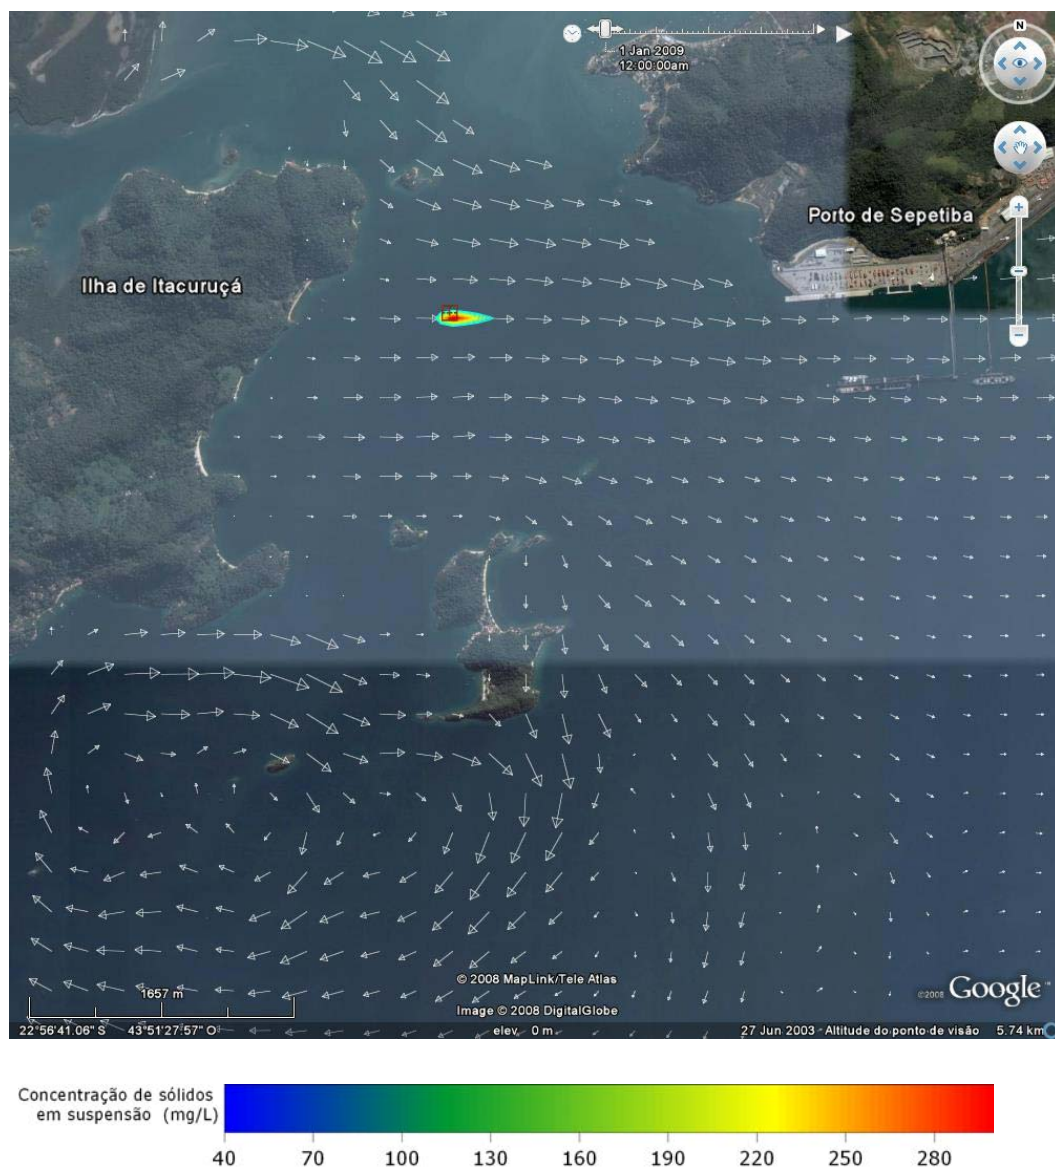 N
1 Jan 2009
12:00:00am
Porto de Sepetiba
Ilha de Itacuruçá
© 2008 MapLink/Tele Atlas
©2008 Google™
1657 m
Image © 2008 DigitalGlobe
22°56'41.06" S 43°51'27.57" O
elev 0 m
27 Jun 2003 - Altitude do ponto de visão 5.74 km
Concentração de sólidos
em suspensão (mg/L)
40 70 100 130 160 190 220 250 280